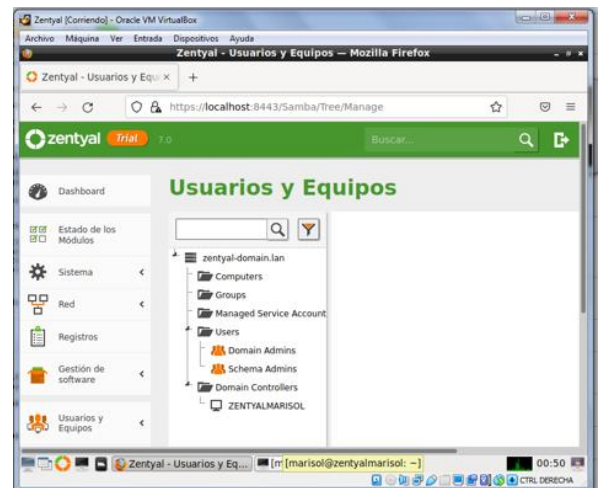 Zentyal [Corriendo] - Oracle VM VirtualBox
Archivo Máquina Ver Entrada Dispositivos Ayuda
Zentyal - Usuarios y Equipos — Mozilla Firefox
Zentyal - Usuarios y Equi
https://localhost:8443/Samba/Tree/Manage
zentyal Trial 7.0
Buscar...
Dashboard
Estado de los
Módulos
Sistema
Red
Registros
Gestión de
software
Usuarios y
Equipos
Usuarios y Equipos
zentyal-domain.lan
Computers
Groups
Managed Service Account
Users
Domain Admins
Schema Admins
Domain Controllers
ZENTYALMARISOL
Zentyal - Usuarios y Eq...
[m
[marisol@zentyalmarisol: ~]
00:50
CTRL DERECHA